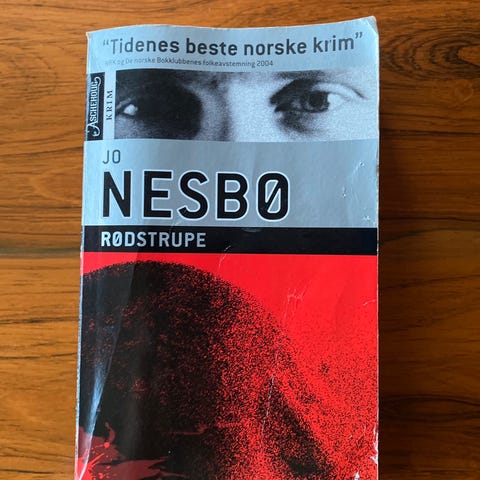 "Tidenes beste norske krim"
NRK og De norske Bokklubbenes folkeavstemning 2004
ASCHEHOUG
KRIM
JO
NESBØ
RØDSTRUPE